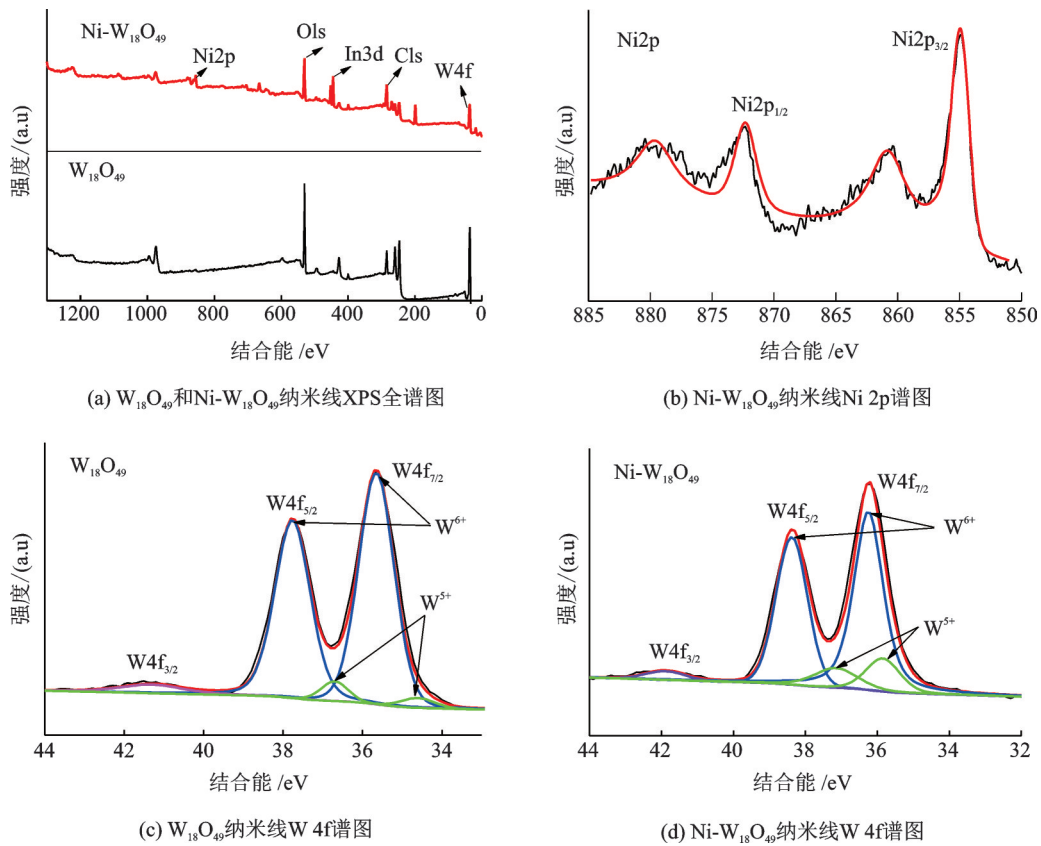 Ni-W₁₈O₄₉
Ni2p
Ols
In3d
Cls
W4f
W₁₈O₄₉
强度/(a.u)
1200 1000 800 600 400 200 0
结合能 /eV
(a) W₁₈O₄₉和Ni-W₁₈O₄₉纳米线XPS全谱图
Ni2p
Ni2p₃/₂
Ni2p₁/₂
强度/(a.u)
885 880 875 870 865 860 855 850
结合能 /eV
(b) Ni-W₁₈O₄₉纳米线Ni 2p谱图
W₁₈O₄₉
W4f₇/₂
W4f₅/₂
W⁶⁺
W⁵⁺
W4f₃/₂
强度/(a.u)
44 42 40 38 36 34
结合能 /eV
(c) W₁₈O₄₉纳米线W 4f谱图
Ni-W₁₈O₄₉
W4f₇/₂
W4f₅/₂
W⁶⁺
W⁵⁺
W4f₃/₂
强度/(a.u)
44 42 40 38 36 34 32
结合能 /eV
(d) Ni-W₁₈O₄₉纳米线W 4f谱图